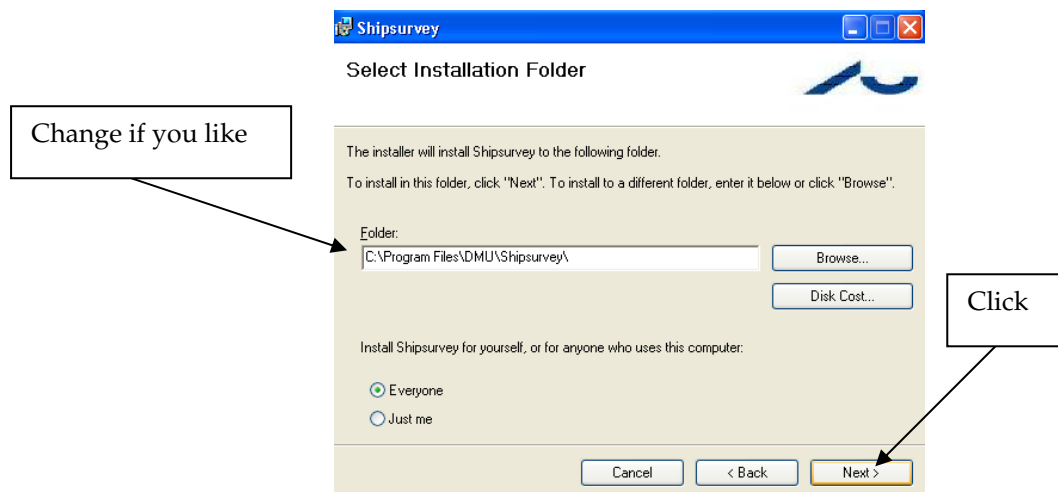 Shipsurvey
Select Installation Folder
Change if you like
The installer will install Shipsurvey to the following folder.
To install in this folder, click "Next". To install to a different folder, enter it below or click "Browse".
Folder:
C:\Program Files\DMU\Shipsurvey\
Browse...
Disk Cost...
Click
Install Shipsurvey for yourself, or for anyone who uses this computer:
Everyone
Just me
Cancel
< Back
Next >